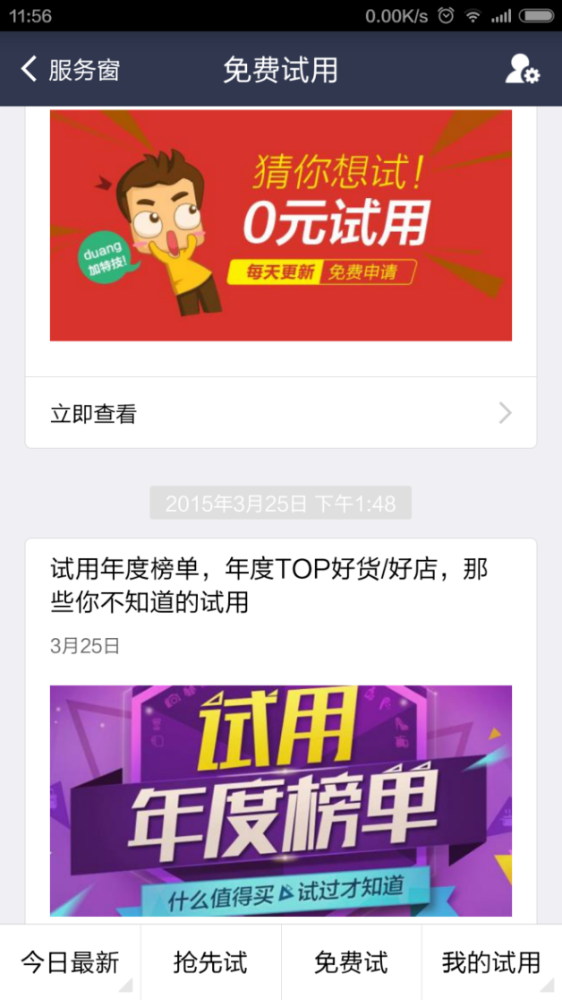 11:56
0.00K/s
服务窗
免费试用
猜你想试!
0元试用
duang
加特技!
每天更新 免费申请
立即查看
2015年3月25日 下午1:48
试用年度榜单，年度TOP好货/好店，那
些你不知道的试用
3月25日
试用
年度榜单
什么值得买 试过才知道
今日最新
抢先试
免费试
我的试用